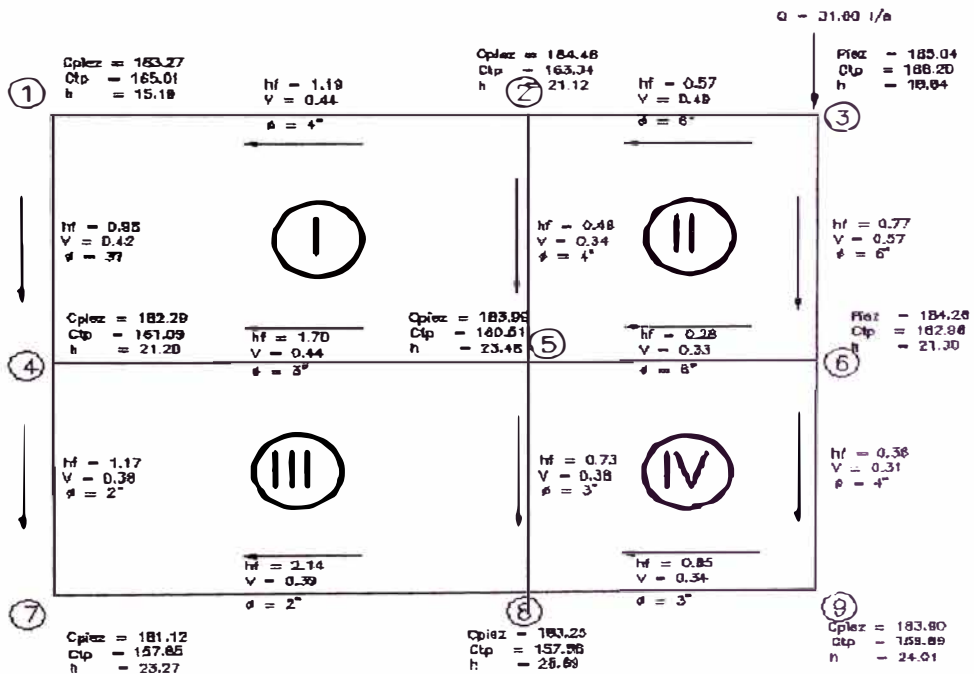 Q - 31.60 l/s
Cpiez = 183.27
Ctp - 165.01
h = 15.19
①
hf - 1.19
V = 0.44
ø = 4"
Cpiez = 184.46
Ctp - 163.34
h - 21.12
②
hf - 0.57
V - 0.49
ø = 6"
Piez - 185.04
Ctp - 166.20
h - 18.84
③
hf - 0.95
V = 0.42
I
hf - 0.48
V - 0.34
ø = 4"
II
hf - 0.77
V - 0.57
ø = 6"
Cpiez = 182.29
Ctp - 161.09
h = 21.20
④
hf - 1.70
V - 0.44
ø = 3"
Cpiez = 183.99
Ctp - 160.51
h - 23.48
⑤
hf - 0.28
V - 0.33
ø = 6"
Piez - 184.26
Ctp - 162.96
h - 21.30
⑥
hf - 1.17
V - 0.38
ø = 2"
III
hf = 0.73
V - 0.38
ø = 3"
IV
hf = 0.36
V - 0.31
ø - 4"
hf = 2.14
V - 0.39
ø = 2"
hf - 0.85
V - 0.34
ø = 3"
⑦
Cpiez = 181.12
Ctp - 157.85
h - 23.27
⑧
Cpiez - 183.25
Ctp - 157.56
h - 25.69
⑨
Cpiez = 183.90
Ctp - 159.89
h - 24.01